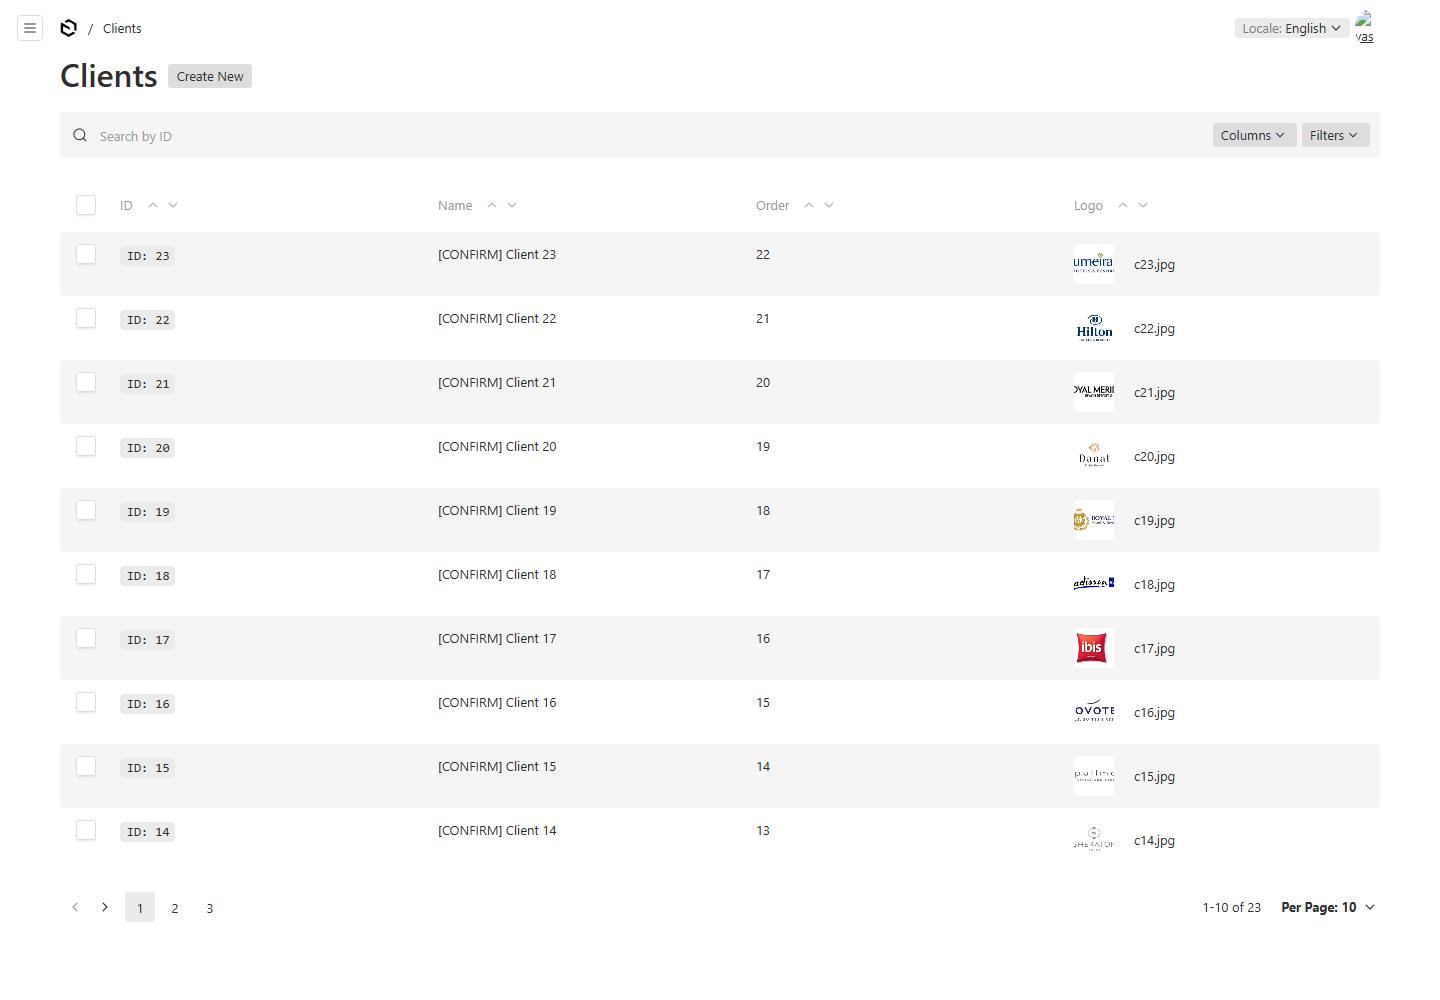 / Clients
Locale: English
vas
Clients Create New
Search by ID
Columns Filters
ID Name Order Logo
ID: 23 [CONFIRM] Client 23 22 umeira c23.jpg
ID: 22 [CONFIRM] Client 22 21 Hilton c22.jpg
ID: 21 [CONFIRM] Client 21 20 OYAL MERI c21.jpg
ID: 20 [CONFIRM] Client 20 19 Danat c20.jpg
ID: 19 [CONFIRM] Client 19 18 ROYAL c19.jpg
ID: 18 [CONFIRM] Client 18 17 adisson c18.jpg
ID: 17 [CONFIRM] Client 17 16 ibis c17.jpg
ID: 16 [CONFIRM] Client 16 15 OVOTE c16.jpg
ID: 15 [CONFIRM] Client 15 14 pullm c15.jpg
ID: 14 [CONFIRM] Client 14 13 SHERATON c14.jpg
1 2 3
1-10 of 23 Per Page: 10